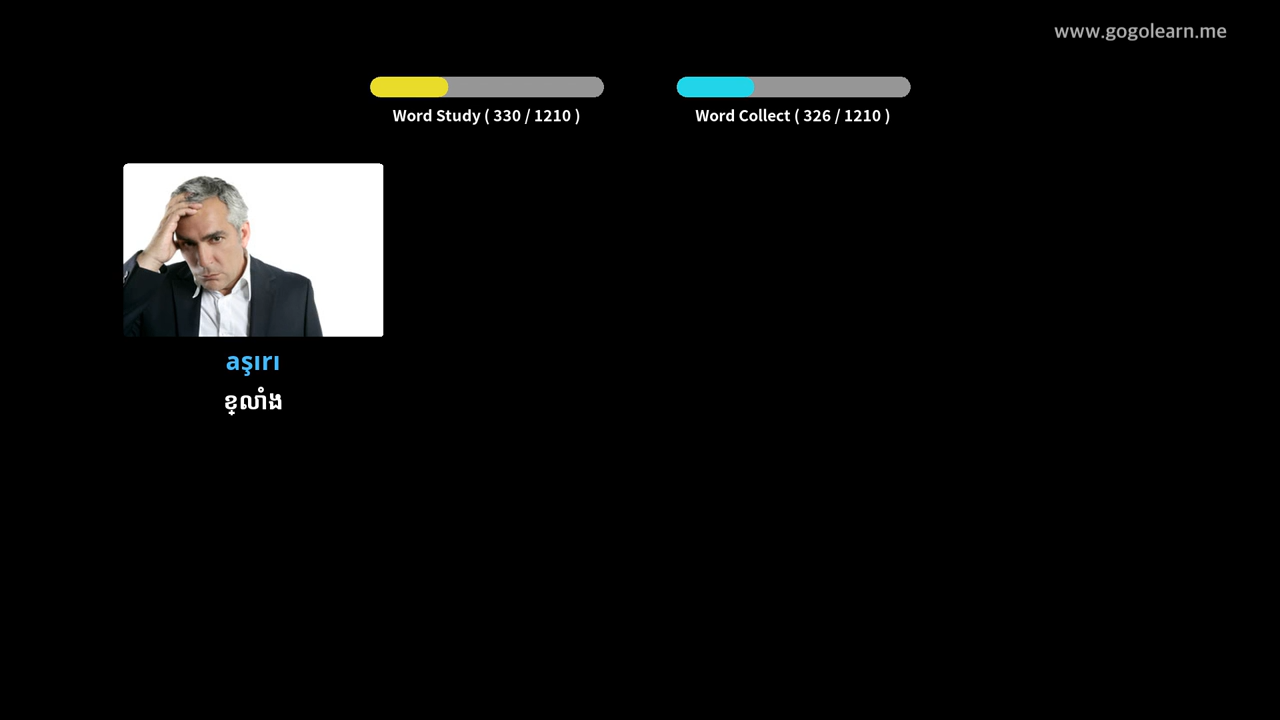 www.gogolearn.me
Word Study ( 330 / 1210 )
Word Collect ( 326 / 1210 )
aşırı
ខ្លាំង